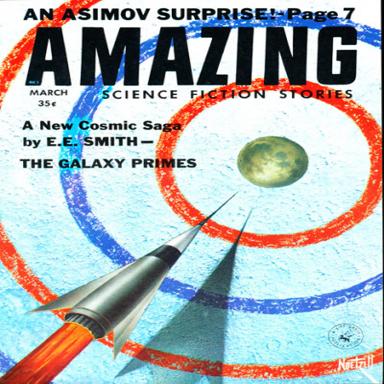 AN ASIMOV SURPRISE!-Page 7
AMAZING
MARCH
35¢
SCIENCE FICTION STORIES
A New Cosmic Saga
by E.E. SMITH—
THE GALAXY PRIMES